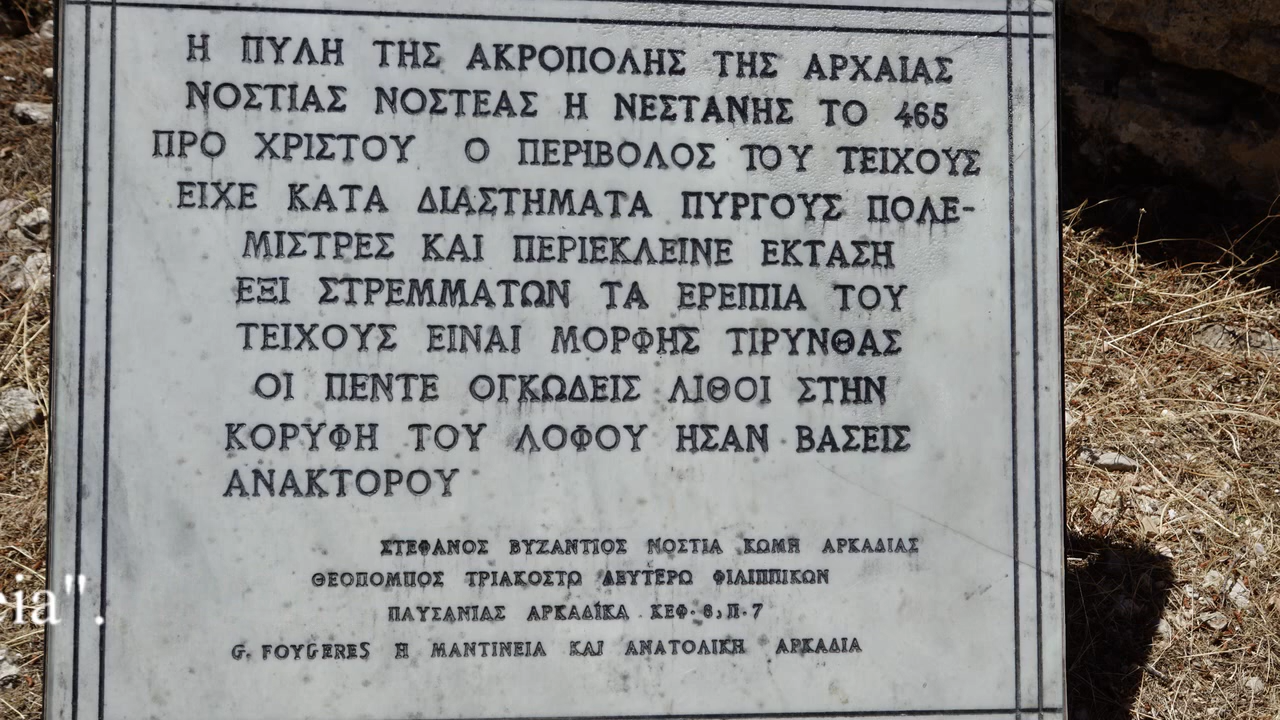 Η ΠΥΛΗ ΤΗΣ ΑΚΡΟΠΟΛΗΣ ΤΗΣ ΑΡΧΑΙΑΣ
ΝΟΣΤΙΑΣ ΝΟΣΤΕΑΣ Η ΝΕΣΤΑΝΗΣ ΤΟ 465
ΠΡΟ ΧΡΙΣΤΟΥ Ο ΠΕΡΙΒΟΛΟΣ ΤΟΥ ΤΕΙΧΟΥΣ
ΕΙΧΕ ΚΑΤΑ ΔΙΑΣΤΗΜΑΤΑ ΠΥΡΓΟΥΣ ΠΟΛΕ-
ΜΙΣΤΡΕΣ ΚΑΙ ΠΕΡΙΕΚΛΕΙΝΕ ΕΚΤΑΣΗ
ΕΞΙ ΣΤΡΕΜΜΑΤΩΝ ΤΑ ΕΡΕΙΠΙΑ ΤΟΥ
ΤΕΙΧΟΥΣ ΕΙΝΑΙ ΜΟΡΦΗΣ ΤΙΡΥΝΘΑΣ
ΟΙ ΠΕΝΤΕ ΟΓΚΩΔΕΙΣ ΛΙΘΟΙ ΣΤΗΝ
ΚΟΡΥΦΗ ΤΟΥ ΛΟΦΟΥ ΗΣΑΝ ΒΑΣΕΙΣ
ΑΝΑΚΤΟΡΟΥ
ΣΤΕΦΑΝΟΣ ΒΥΖΑΝΤΙΟΣ ΝΟΣΤΙΑ ΚΩΜΗ ΑΡΚΑΔΙΑΣ
ΘΕΟΠΟΜΠΟΣ ΤΡΙΑΚΟΣΤΩ ΔΕΥΤΕΡΩ ΦΙΛΙΠΠΙΚΩΝ
ΠΑΥΣΑΝΙΑΣ ΑΡΚΑΔΙΚΑ ΚΕΦ. 8, Π. 7
G. FOYGERES Η ΜΑΝΤΙΝΕΙΑ ΚΑΙ ΑΝΑΤΟΛΙΚΗ ΑΡΚΑΔΙΑ